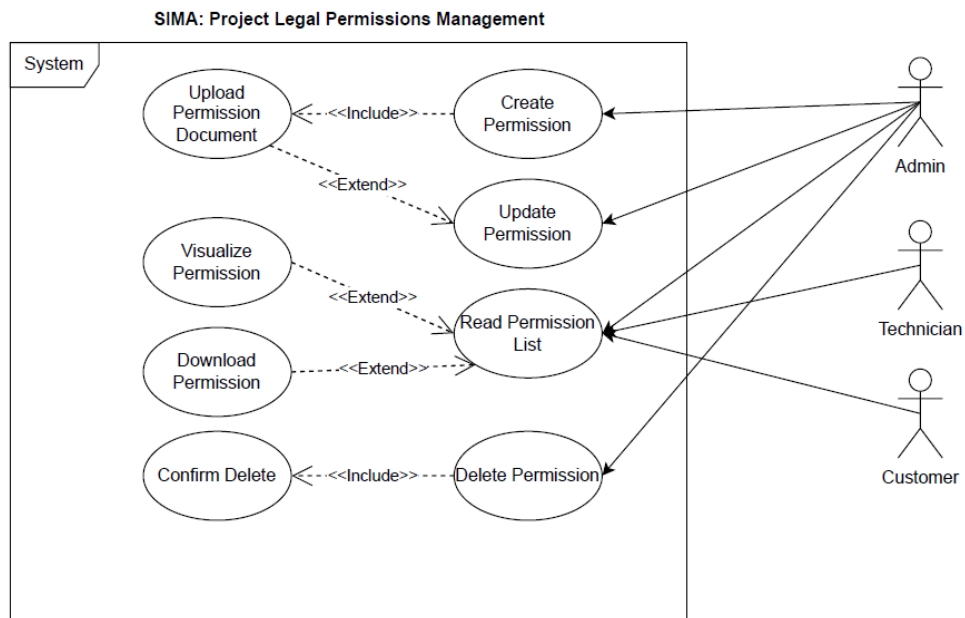 SIMA: Project Legal Permissions Management
System
Upload
Permission
Document
<<Include>>
Create
Permission
Admin
<<Extend>>
Update
Permission
Visualize
Permission
<<Extend>>
Read Permission
List
Technician
Download
Permission
<<Extend>>
Confirm Delete
<<Include>>
Delete Permission
Customer